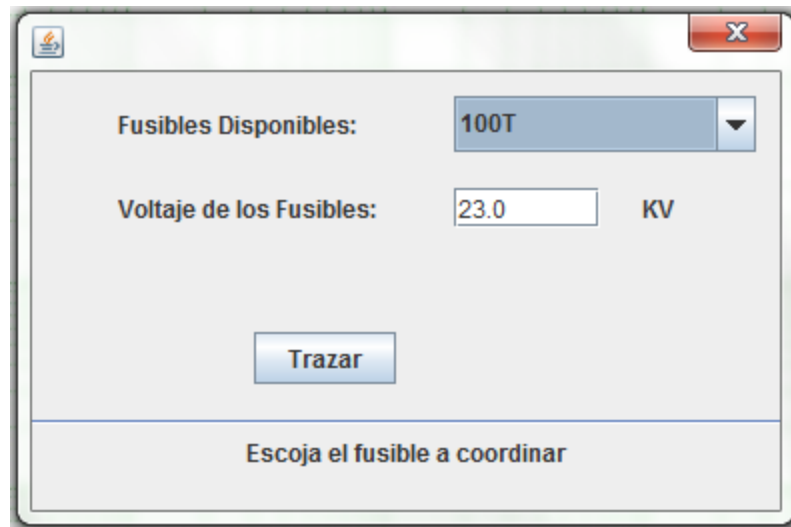 Fusibles Disponibles: 100T
Voltaje de los Fusibles: 23.0 KV
Trazar
Escoja el fusible a coordinar